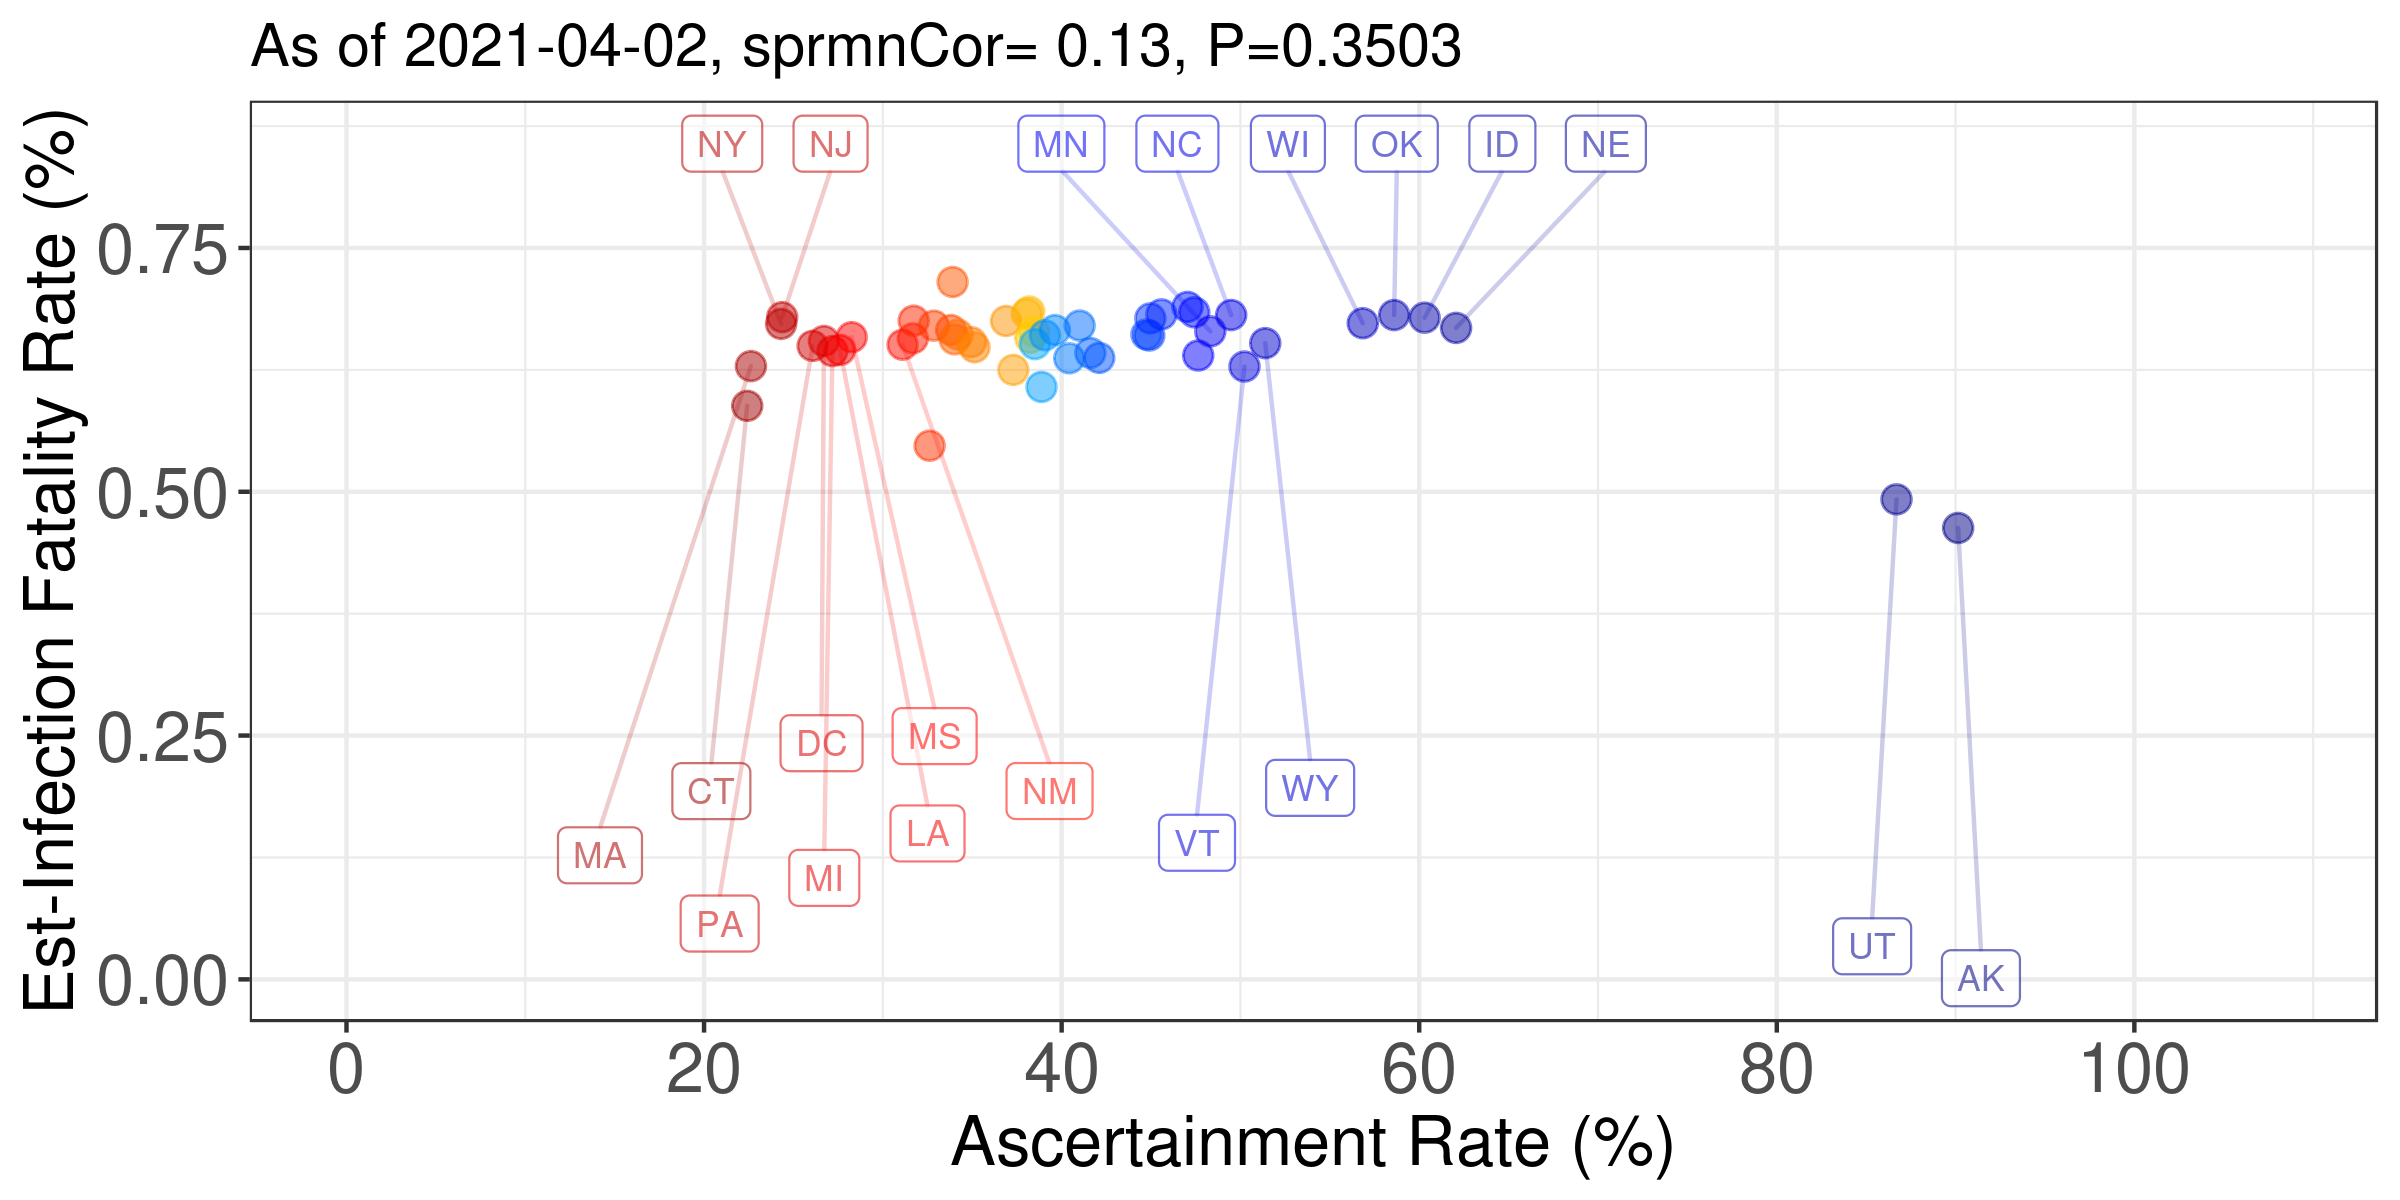 As of 2021-04-02, sprmnCor= 0.13, P=0.3503
Est-Infection Fatality Rate (%)
0.75
0.50
0.25
0.00
NY
NJ
MN
NC
WI
OK
ID
NE
DC
MS
CT
NM
WY
MA
LA
VT
MI
PA
UT
AK
0
20
40
60
80
100
Ascertainment Rate (%)